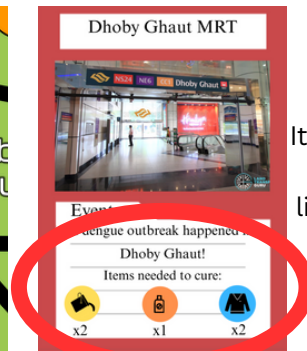 Dhoby Ghaut MRT
NS24 NE6 Dhoby Ghaut
It
li
Event
dengue outbreak happened
Dhoby Ghaut!
Items needed to cure:
x2 x1 x2